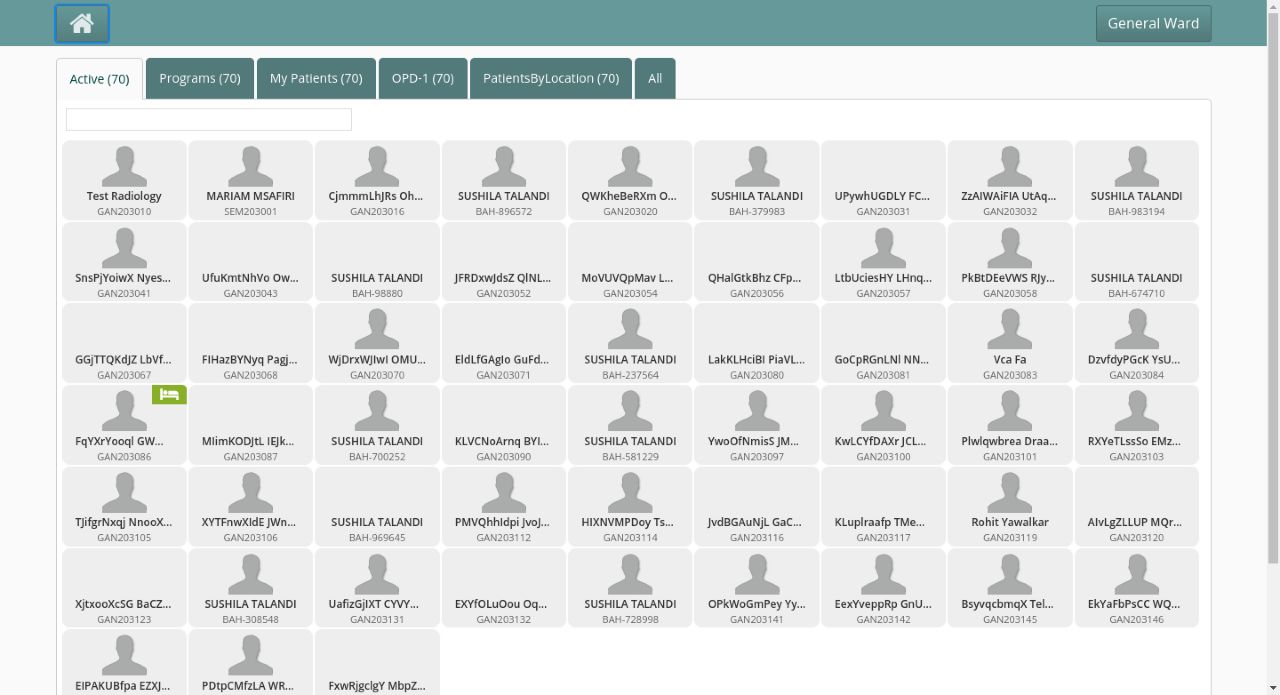 General Ward
Active (70) Programs (70) My Patients (70) OPD-1 (70) PatientsByLocation (70) All
Test Radiology MARIAM MSAFIRI CjmmmLhJRs Oh... SUSHILA TALANDI QWKheBeRXm O... SUSHILA TALANDI UPywhUGDLY FC... ZzAIWAiFIA UtAq... SUSHILA TALANDI
GAN203010 SEM203001 GAN203016 BAH-896572 GAN203020 BAH-379983 GAN203031 GAN203032 BAH-983194
SnsPjYoiwX Nyes... UfuKmtNhVo Ow... SUSHILA TALANDI JFRDxwJdsZ QlNL... MoVUVQpMav L... QHalGtkBhz CFp... LtbUciesHY LHnq... PkBtDEeVWS RJy... SUSHILA TALANDI
GAN203041 GAN203043 BAH-98880 GAN203052 GAN203054 GAN203056 GAN203057 GAN203058 BAH-674710
GGjTTQKdJZ LbVf... FIHazBYNyq Pagj... WjDrxWJIwI OMU... EldLfGAgIo GuFd... SUSHILA TALANDI LakKLHciBI PiaVL... GoCpRGnLNl NN... Vca Fa DzvfdyPGcK YsU...
GAN203067 GAN203068 GAN203070 GAN203071 BAH-237564 GAN203080 GAN203081 GAN203083 GAN203084
FqYXrYooql GW... MIimKODJtL IEJk... SUSHILA TALANDI KLVCNoArnq BYI... SUSHILA TALANDI YwoOfNmisS JM... KwLCYfDAXr JCL... Plwlqwbrea Draa... RXYeTLssSo EMz...
GAN203086 GAN203087 BAH-700252 GAN203090 BAH-581229 GAN203097 GAN203100 GAN203101 GAN203103
TJifgrNxqj NnooX... XYTFnwXIdE JWn... SUSHILA TALANDI PMVQhhIdpi JvoJ... HIXNVMPDoy Ts... JvdBGAuNjL GaC... KLuplraafp TMe... Rohit Yawalkar AIvLgZLLUP MQr...
GAN203105 GAN203106 BAH-969645 GAN203112 GAN203114 GAN203116 GAN203117 GAN203119 GAN203120
XjtxooXcSG BaCZ... SUSHILA TALANDI UafizGjIXT CYVY... EXYfOLuOou Oq... SUSHILA TALANDI OPkWoGmPey Yy... EexYveppRp GnU... BsyvqcbmqX Tel... EkYaFbPsCC WQ...
GAN203123 BAH-308548 GAN203131 GAN203132 BAH-728998 GAN203141 GAN203142 GAN203145 GAN203146
EIPAKUBfpa EZXJ... PDtpCMfzLA WR... FxwRjgclgY MbpZ...